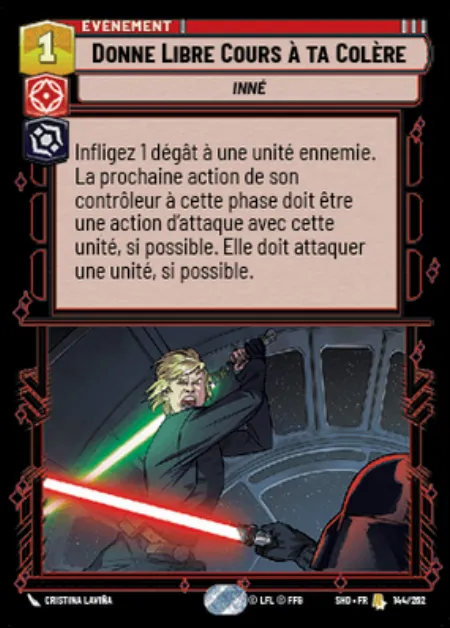 ÉVÉNEMENT
1
DONNE LIBRE COURS À TA COLÈRE
INNÉ
Infligez 1 dégât à une unité ennemie.
La prochaine action de son
contrôleur à cette phase doit être
une action d'attaque avec cette
unité, si possible. Elle doit attaquer
une unité, si possible.
CRISTINA LAVIÑA
© LFL © FFG
SHD • FR
144/262